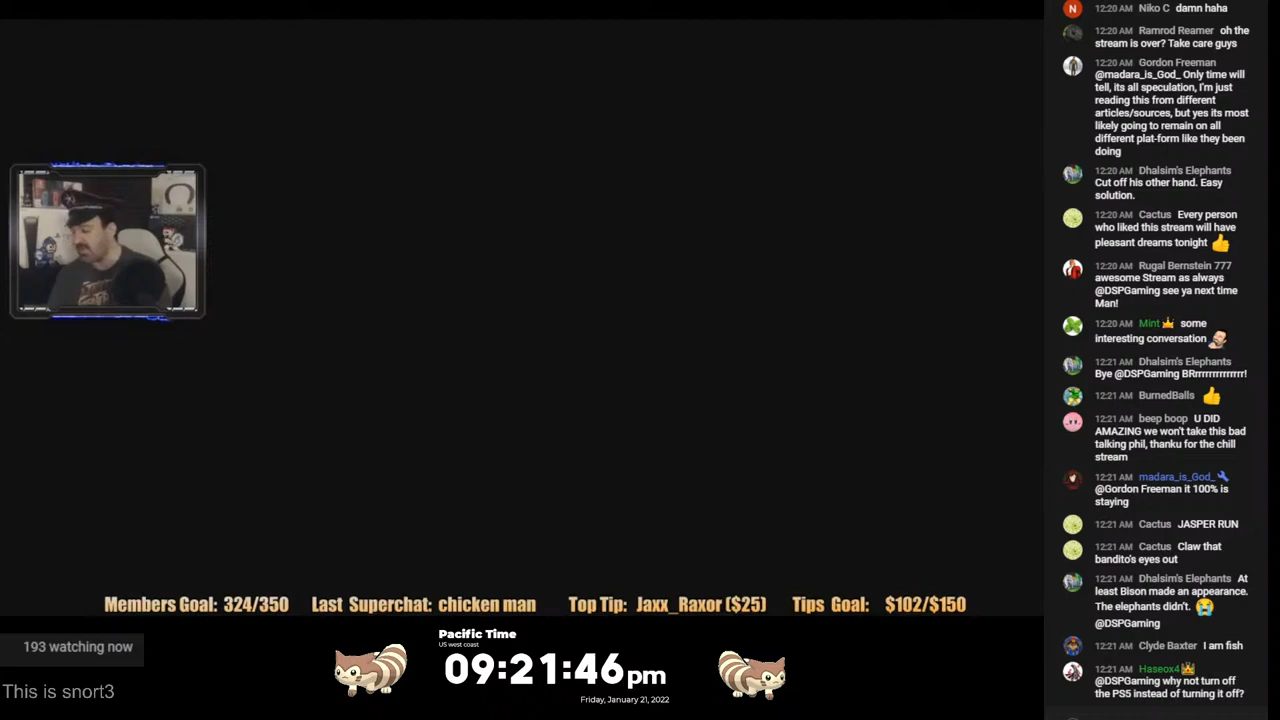 12:20 AM Niko C damn haha
12:20 AM Ramrod Reamer oh the
stream is over? Take care guys
12:20 AM Gordon Freeman
@madara_is_God_ Only time will
tell, its all speculation, I'm just
reading this from different
articles/sources, but yes its most
likely going to remain on all
different plat-form like they been
doing
12:20 AM Dhalsim's Elephants
Cut off his other hand. Easy
solution.
12:20 AM Cactus Every person
who liked this stream will have
pleasant dreams tonight
12:20 AM Rugal Bernstein 777
awesome Stream as always
@DSPGaming see ya next time
Man!
12:20 AM Mint some
interesting conversation
12:21 AM Dhalsim's Elephants
Bye @DSPGaming BRrrrrrrrrrrrrr!
12:21 AM BurnedBalls
12:21 AM beep boop U DID
AMAZING we won't take this bad
talking phil, thanku for the chill
stream
12:21 AM madara_is_God_
@Gordon Freeman it 100% is
staying
12:21 AM Cactus JASPER RUN
12:21 AM Cactus Claw that
bandito's eyes out
12:21 AM Dhalsim's Elephants At
least Bison made an appearance.
The elephants didn't.
@DSPGaming
12:21 AM Clyde Baxter I am fish
12:21 AM Haseox4
@DSPGaming why not turn off
the PS5 instead of turning it off?
Members Goal: 324/350 Last Superchat: chicken man Top Tip: Jaxx_Raxor ($25) Tips Goal: $102/$150
193 watching now
This is snort3
Pacific Time
US west coast
09:21:46 pm
Friday, January 21, 2022
N